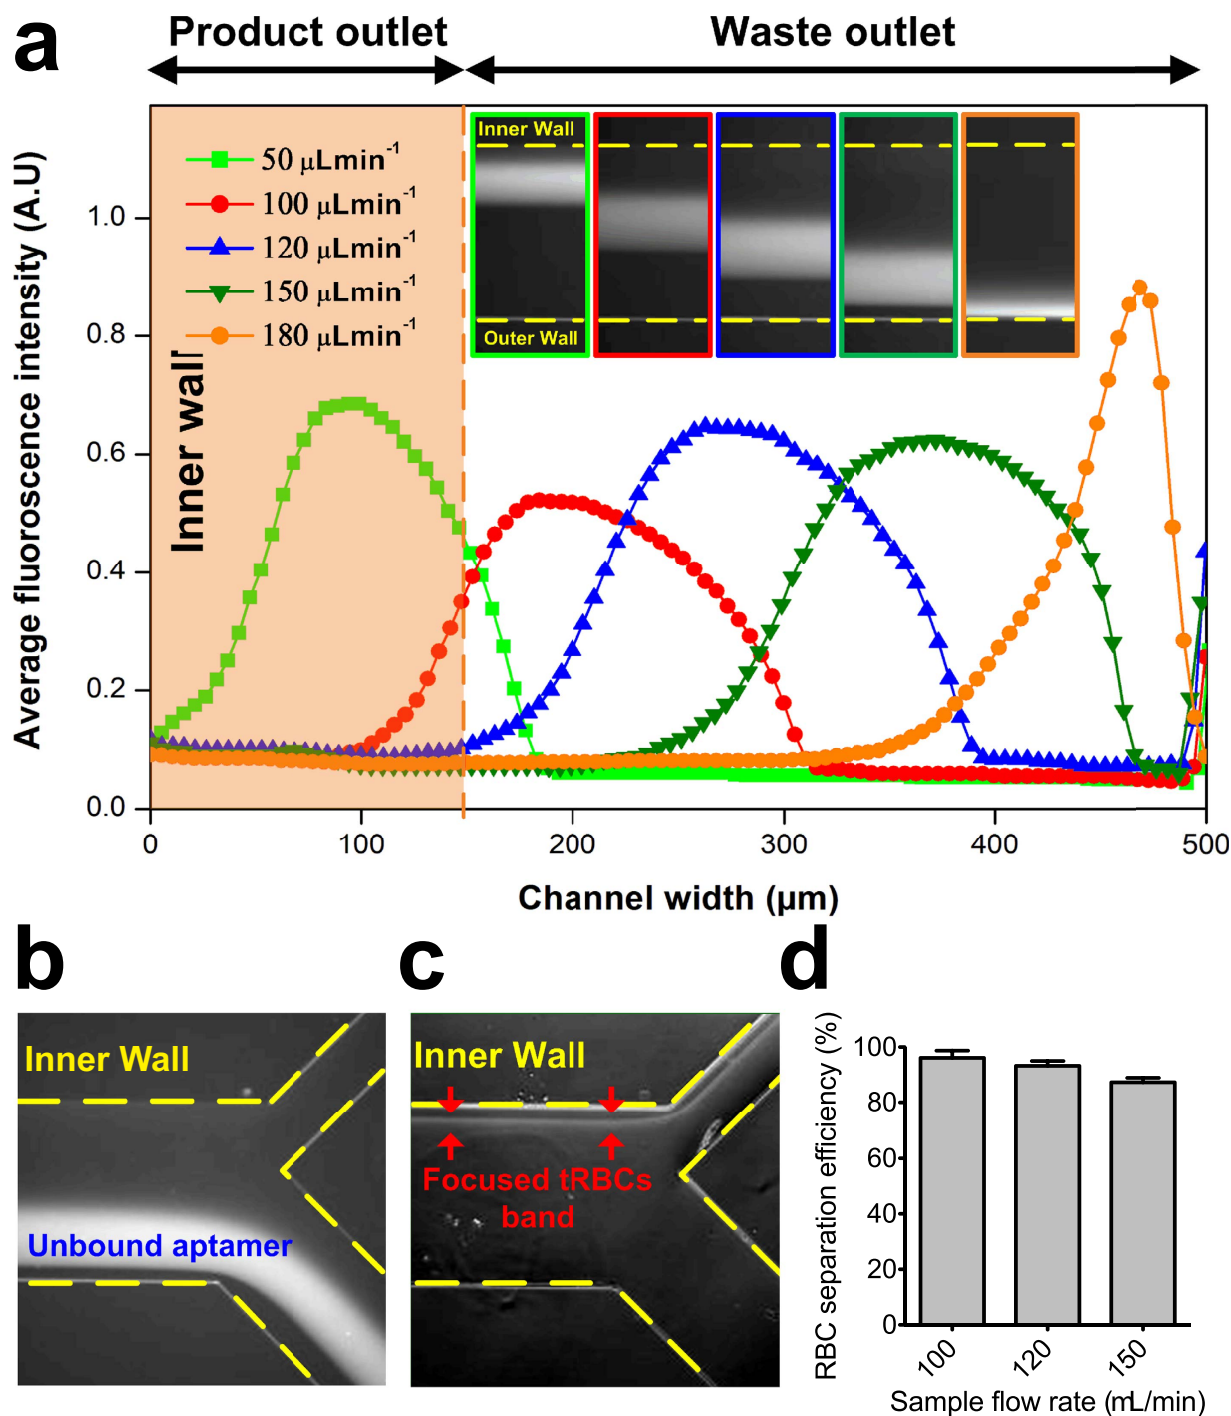 a
Product outlet
Waste outlet
Average fluoroscence intensity (A.U)
1.0
0.8
0.6
0.4
0.2
0.0
50 μLmin⁻¹
100 μLmin⁻¹
120 μLmin⁻¹
150 μLmin⁻¹
180 μLmin⁻¹
Inner wall
Inner Wall
Outer Wall
0
100
200
300
400
500
Channel width (μm)
b
Inner Wall
Unbound aptamer
c
Inner Wall
Focused tRBCs
band
d
RBC separation efficiency (%)
100
80
60
40
20
0
100
120
150
Sample flow rate (mL/min)